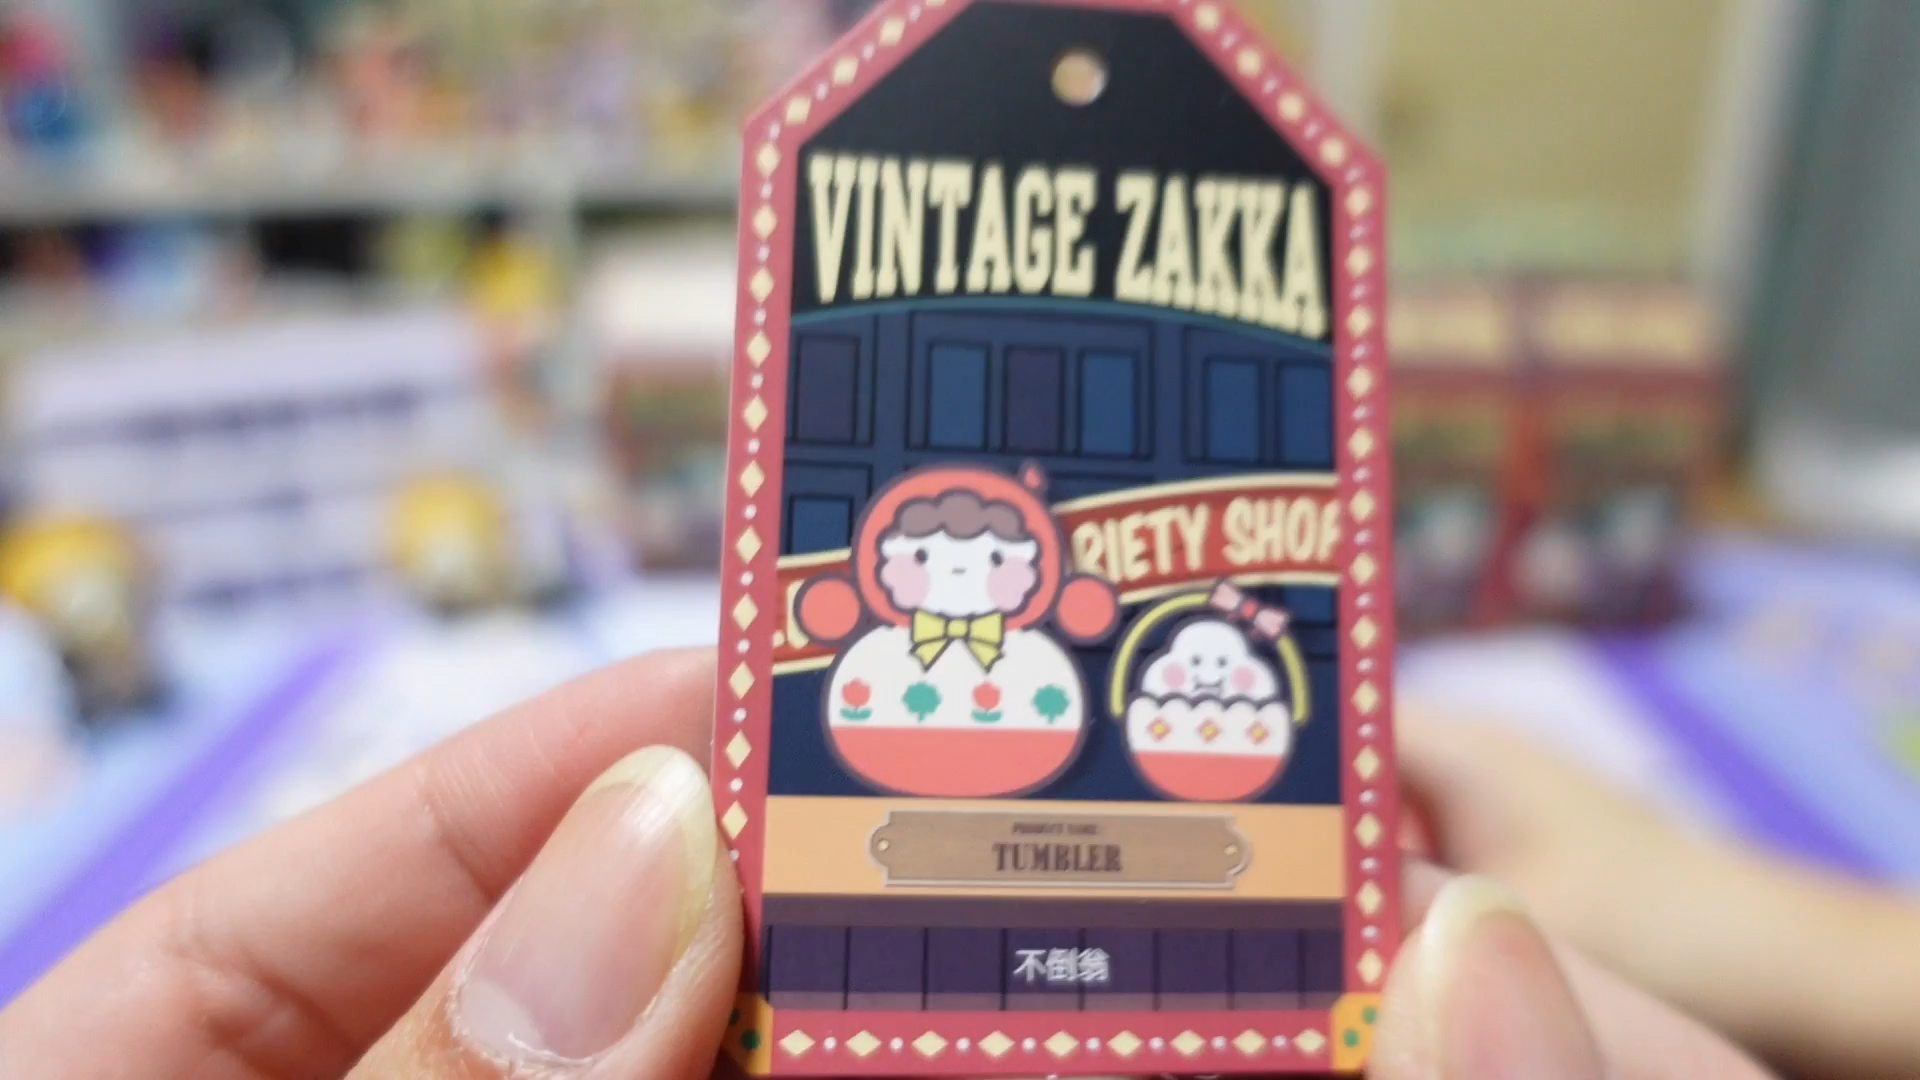 VINTAGE ZAKKA
RIETY SHOP
PRODUCT NAME
TUMBLER
不倒翁